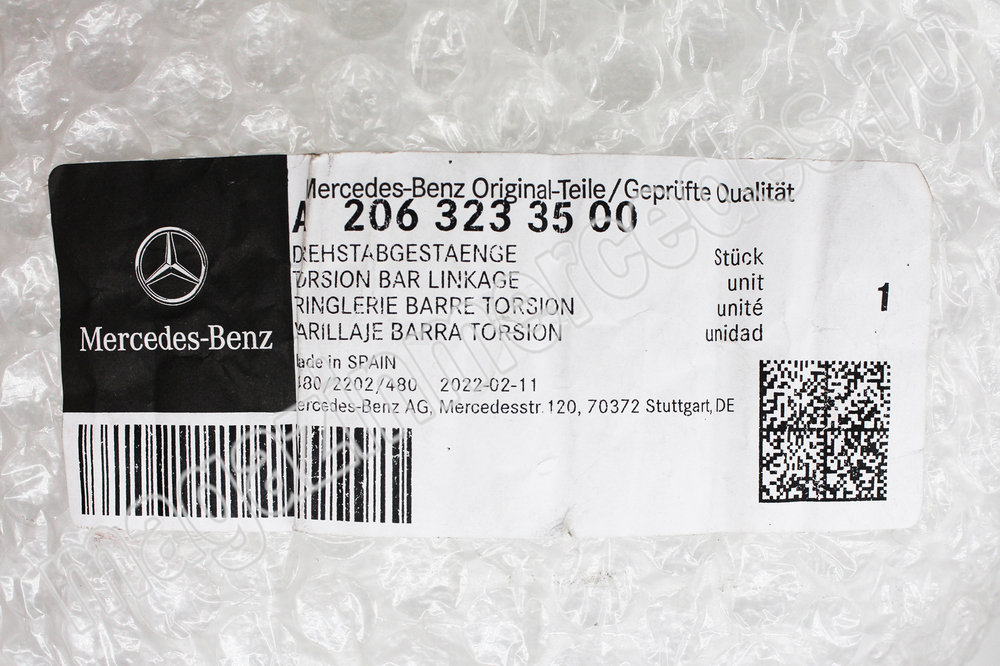 Mercedes-Benz
Mercedes-Benz Original-Teile/Geprüfte Qualität
A 206 323 35 00
DREHSTABGESTAENGE Stück
TORSION BAR LINKAGE unit
RINGLERIE BARRE TORSION unité 1
ARILLAJE BARRA TORSION unidad
Made in SPAIN
480/2202/480 2022-02-11
Mercedes-Benz AG, Mercedesstr. 120, 70372 Stuttgart, DE